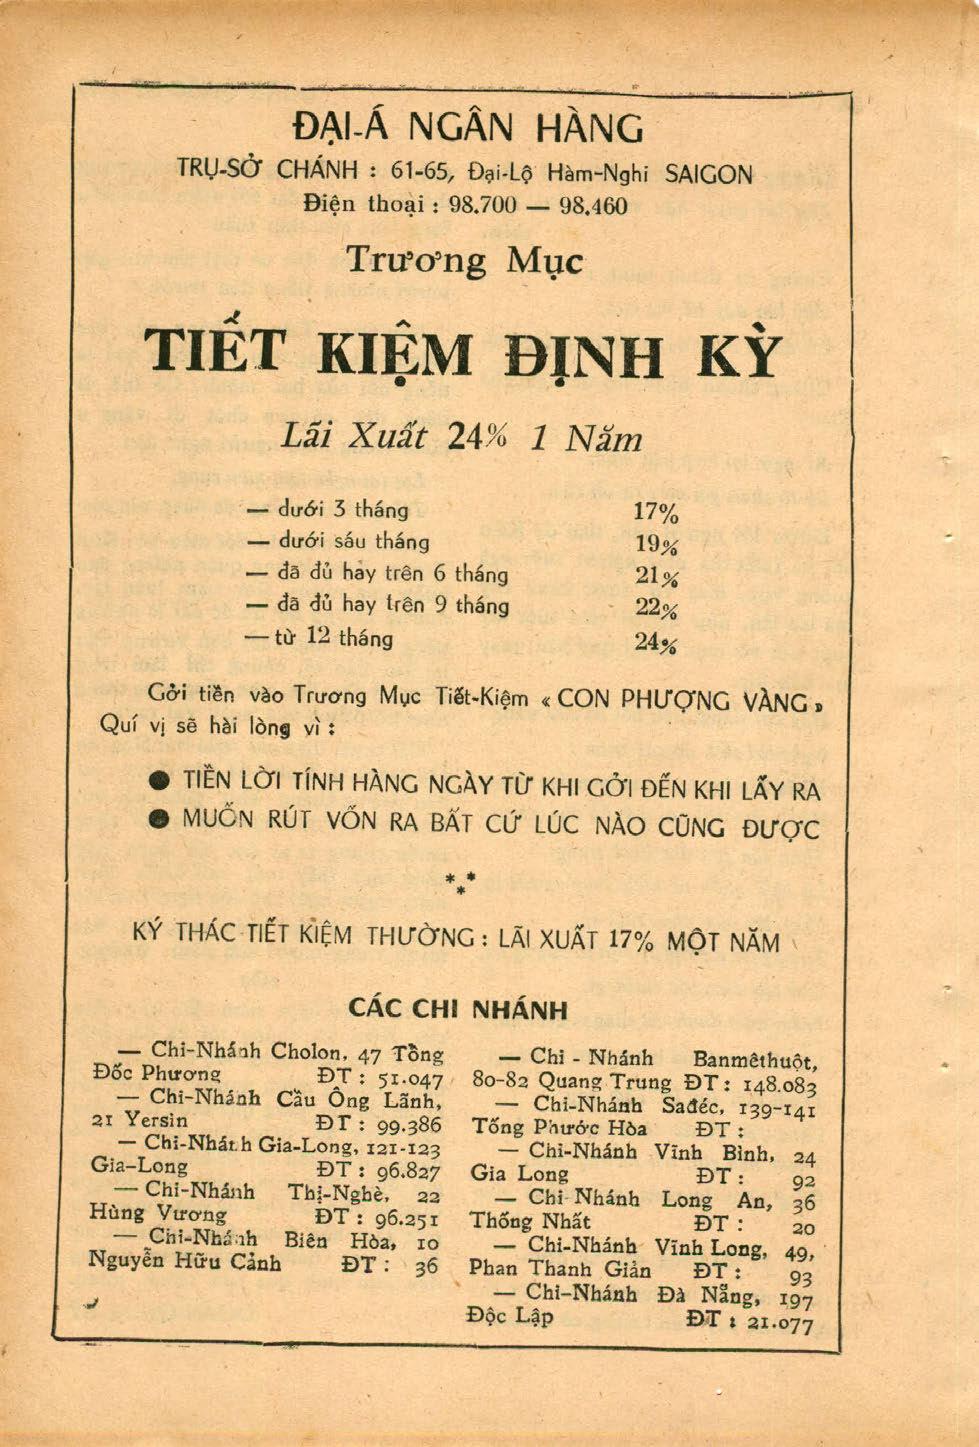 ĐẠI-Á NGÂN HÀNG
TRỤ-SỞ CHÁNH : 61-65, Đại-Lộ Hàm-Nghi SAIGON
Điện thoại : 98.700 — 98.460
Trương Mục
TIẾT KIỆM ĐỊNH KỲ
Lãi Xuất 24% 1 Năm
— dưới 3 tháng 17%
— dưới sáu tháng 19%
— đã đủ hay trên 6 tháng 21%
— đã đủ hay trên 9 tháng 22%
— từ 12 tháng 24%
Gởi tiền vào Trương Mục Tiết-Kiệm « CON PHƯỢNG VÀNG »
Quí vị sẽ hài lòng vì :
● TIỀN LỜI TÍNH HÀNG NGÀY TỪ KHI GỞI ĐẾN KHI LẤY RA
● MUỐN RÚT VỐN RA BẤT CỨ LÚC NÀO CŨNG ĐƯỢC
***
KÝ THÁC TIẾT KIỆM THƯỜNG : LÃI XUẤT 17% MỘT NĂM
CÁC CHI NHÁNH
— Chi-Nhánh Cholon, 47 Tổng
Đốc Phương ĐT : 51.047
— Chi-Nhánh Cầu Ông Lãnh,
21 Yersin ĐT : 99.386
— Chi-Nhánh Gia-Long, 121-123
Gia-Long ĐT : 96.827
— Chi-Nhánh Thị-Nghè, 22
Hùng Vương ĐT : 96.251
— Chi-Nhánh Biên Hòa, 10
Nguyễn Hữu Cảnh ĐT : 36
— Chi - Nhánh Banmêthuột,
80-82 Quang Trung ĐT : 148.083
— Chi-Nhánh Sađéc, 139-141
Tống Phước Hòa ĐT :
— Chi-Nhánh Vĩnh Bình, 24
Gia Long ĐT : 92
— Chi Nhánh Long An, 36
Thống Nhất ĐT : 20
— Chi-Nhánh Vĩnh Long, 49,
Phan Thanh Giản ĐT : 93
— Chi-Nhánh Đà Nẵng, 197
Độc Lập ĐT : 21.077